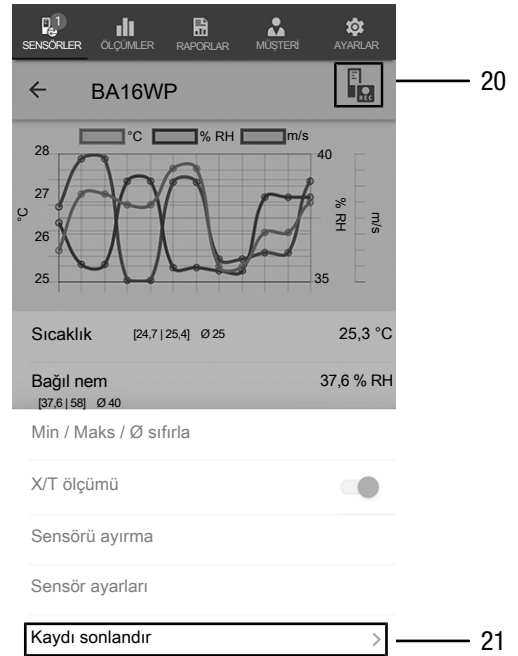 1
SENSÖRLER ÖLÇÜMLER RAPORLAR MÜŞTERİ AYARLAR
← BA16WP REC 20
°C % RH m/s
28 40
27
26
25 35
°C % RH m/s
Sıcaklık [24,7 | 25,4] Ø 25 25,3 °C
Bağıl nem 37,6 % RH
[37,6 | 58] Ø 40
Min / Maks / Ø sıfırla
X/T ölçümü
Sensörü ayırma
Sensör ayarları
Kaydı sonlandır > 21